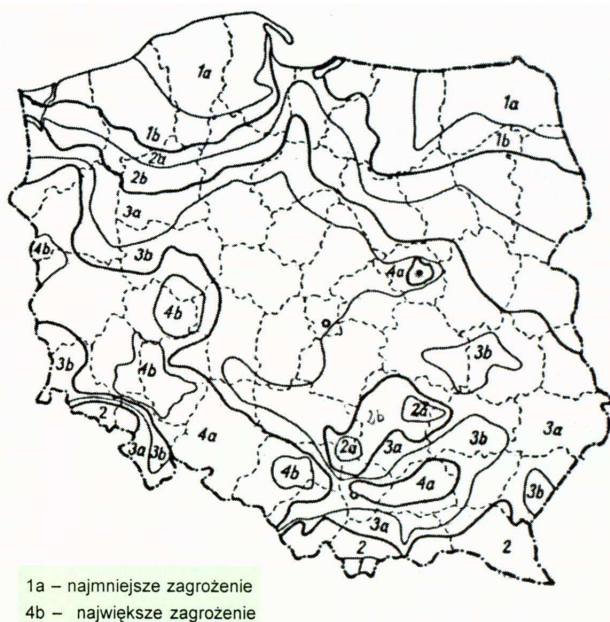 1a
1a
1b
1b
2a
2b
3a
3b
4b
4a
4b
3b
3b
4b
2b
2a
3b
3a
2
4a
2a
3a
3a
3b
4b
4a
3b
3a
2
2
1a – najmniejsze zagrożenie
4b – największe zagrożenie